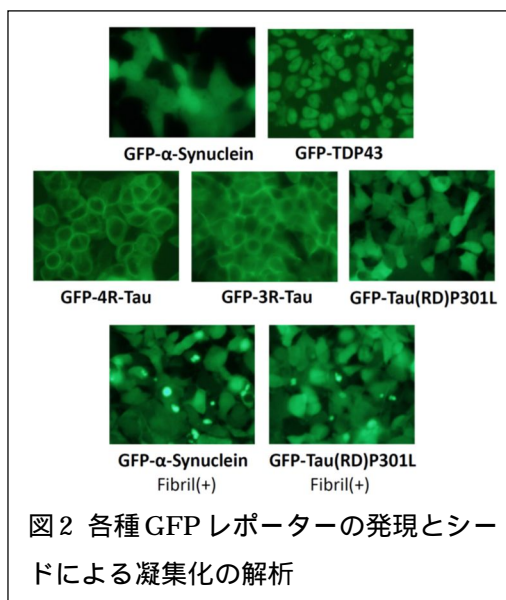 GFP-α-Synuclein GFP-TDP43
GFP-4R-Tau GFP-3R-Tau GFP-Tau(RD)P301L
GFP-α-Synuclein GFP-Tau(RD)P301L
Fibril(+) Fibril(+)
図2 各種GFPレポーターの発現とシー
ドによる凝集化の解析